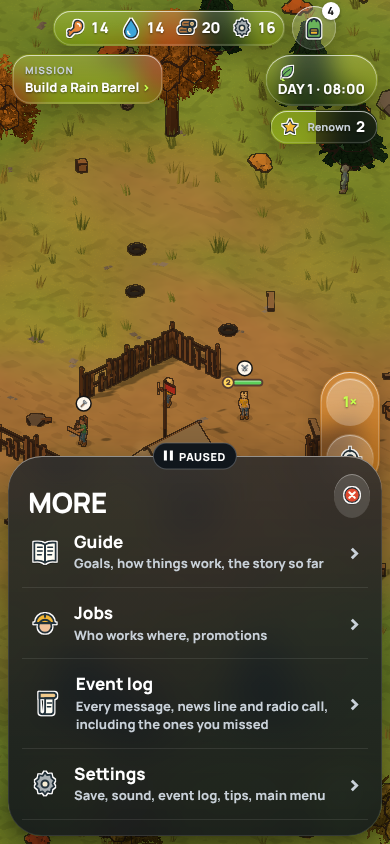 14 14 20 16 4
MISSION
Build a Rain Barrel ›
DAY 1 · 08:00
Renown 2
2
1×
PAUSED
MORE
Guide
Goals, how things work, the story so far
Jobs
Who works where, promotions
Event log
Every message, news line and radio call,
including the ones you missed
Settings
Save, sound, event log, tips, main menu